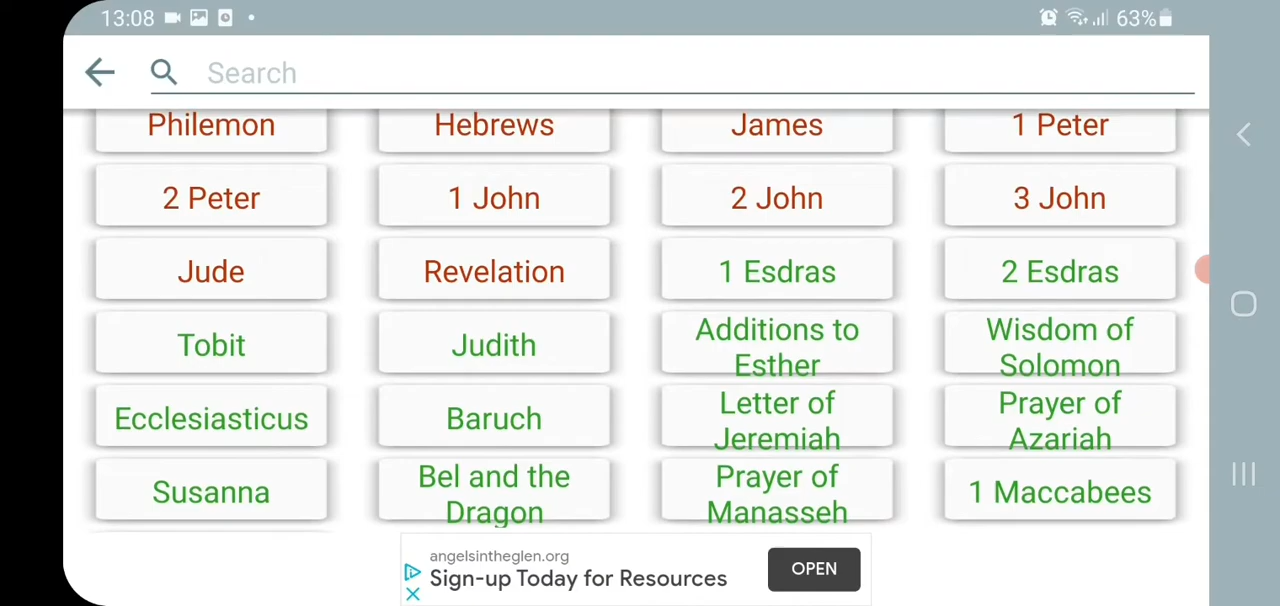 13:08
63%
Search
Philemon
Hebrews
James
1 Peter
2 Peter
1 John
2 John
3 John
Jude
Revelation
1 Esdras
2 Esdras
Tobit
Judith
Additions to
Esther
Wisdom of
Solomon
Ecclesiasticus
Baruch
Letter of
Jeremiah
Prayer of
Azariah
Susanna
Bel and the
Dragon
Prayer of
Manasseh
1 Maccabees
angelsintheglen.org
Sign-up Today for Resources
OPEN